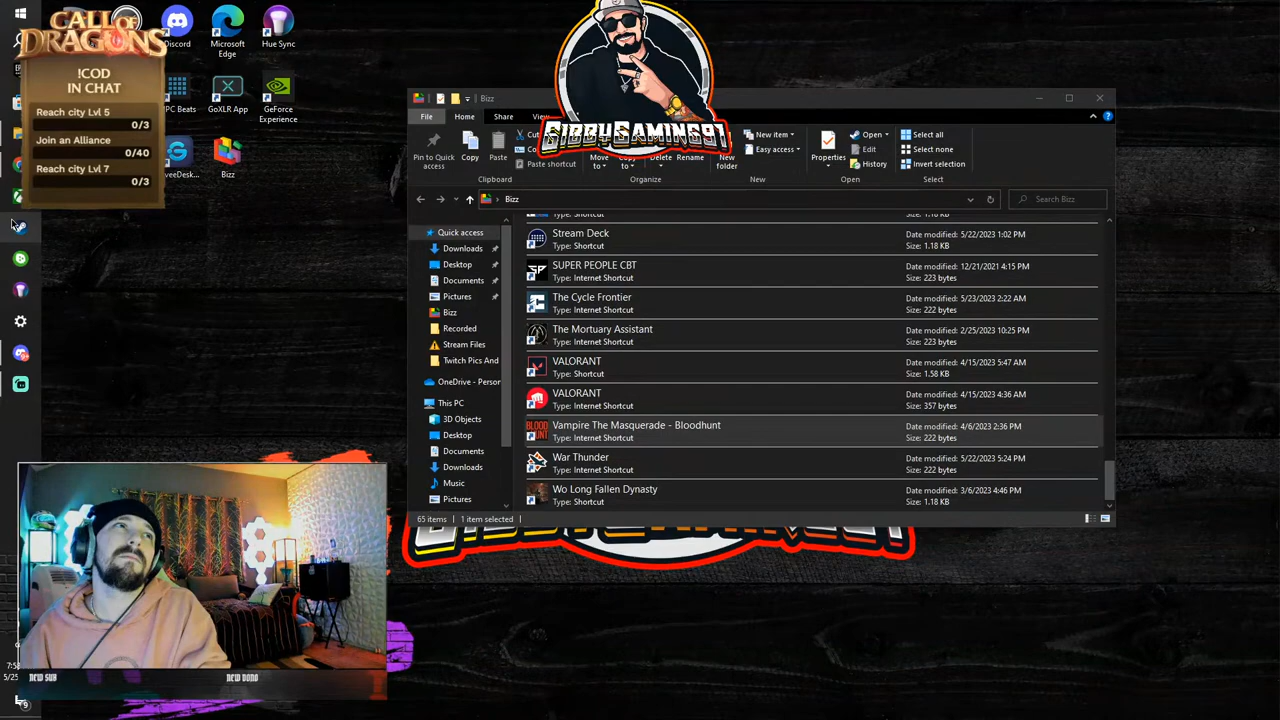 CALL OF
DRAGONS
!COD
IN CHAT
Reach city Lvl 5
0/3
Join an Alliance
0/40
Reach city Lvl 7
0/3
Discord
Microsoft
Edge
Hue Sync
PC Beats
GoXLR App
GeForce
Experience
Bizz
GIBBYGAMING91
Bizz
File
Home
Share
Pin to Quick
access
Copy
Paste
Paste shortcut
Clipboard
Move
to
Copy
to
Delete
Rename
Organize
New
folder
New item
Easy access
New
Properties
Open
Edit
History
Open
Select all
Select none
Invert selection
Select
Bizz
Search Bizz
Quick access
Downloads
Desktop
Documents
Pictures
Bizz
Recorded
Stream Files
Twitch Pics And
OneDrive - Person
This PC
3D Objects
Desktop
Documents
Downloads
Music
Pictures
Stream Deck
Type: Shortcut
Date modified: 5/22/2023 1:02 PM
Size: 1.18 KB
SUPER PEOPLE CBT
Type: Internet Shortcut
Date modified: 12/21/2021 4:15 PM
Size: 223 bytes
The Cycle Frontier
Type: Internet Shortcut
Date modified: 5/23/2023 2:22 AM
Size: 222 bytes
The Mortuary Assistant
Type: Internet Shortcut
Date modified: 2/25/2023 10:25 PM
Size: 223 bytes
VALORANT
Type: Shortcut
Date modified: 4/15/2023 5:47 AM
Size: 1.58 KB
VALORANT
Type: Internet Shortcut
Date modified: 4/15/2023 4:36 AM
Size: 357 bytes
Vampire The Masquerade - Bloodhunt
Type: Internet Shortcut
Date modified: 4/6/2023 2:36 PM
Size: 222 bytes
War Thunder
Type: Internet Shortcut
Date modified: 5/22/2023 5:24 PM
Size: 222 bytes
Wo Long Fallen Dynasty
Type: Shortcut
Date modified: 3/6/2023 4:46 PM
Size: 1.18 KB
65 items
1 item selected
NEW SUB
NEW DONO